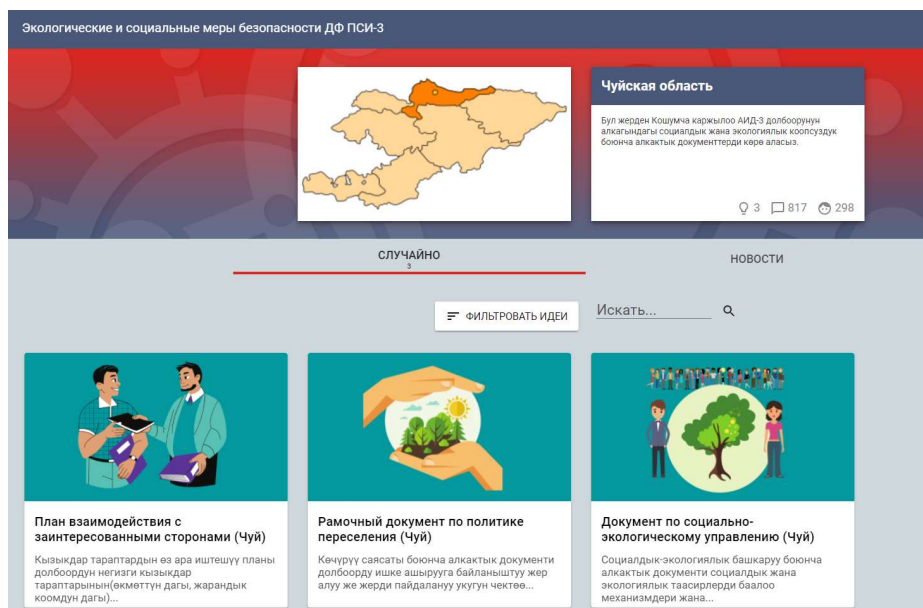 Экологические и социальные меры безопасности ДФ ПСИ-3
Чуйская область
Бул жерден Кошумча каржылоо АИД-3 долбоорунун
алкагындагы социалдык жана экологиялык коопсуздук
боюнча алкактык документтерди көрө аласыз.
3 817 298
СЛУЧАЙНО
3
НОВОСТИ
ФИЛЬТРОВАТЬ ИДЕИ
Искать...
План взаимодействия с
заинтересованными сторонами (Чуй)
Кызыкдар тараптардын өз ара иштешүү планы
долбоордун негизги кызыкдар
тараптарынын(өкмөттүн дагы, жарандык
коомдун дагы)...
Рамочный документ по политике
переселения (Чуй)
Көчүрүү саясаты боюнча алкактык документи
долбоорду ишке ашырууга байланыштуу жер
алуу же жерди пайдалануу укугун чектөө...
Документ по социально-
экологическому управлению (Чуй)
Социалдык-экологиялык башкаруу боюнча
алкактык документи социалдык жана
экологиялык таасирлерди баалоо
механизмдери жана...